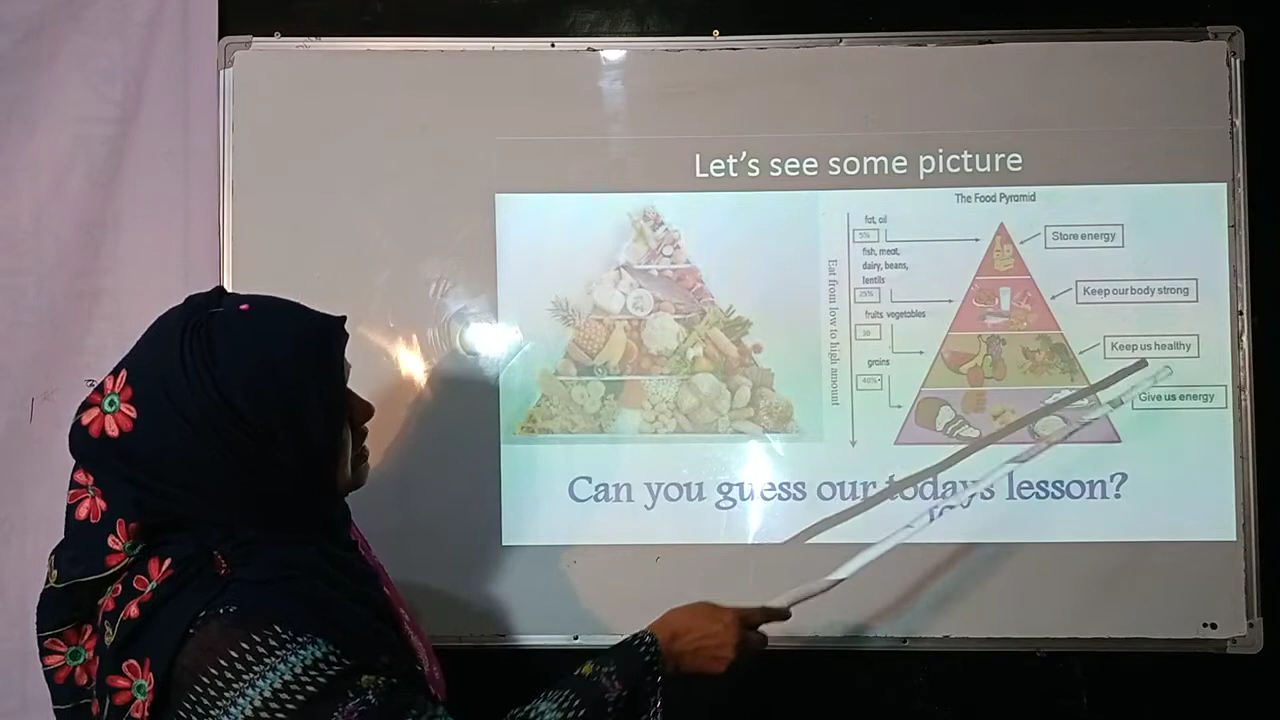 Let's see some picture
The Food Pyramid
fat, oil
5%
Store energy
fish, meat,
dairy, beans,
lentils
25%
Keep our body strong
fruits vegetables
30
Keep us healthy
grains
40%
Give us energy
Eat from low to high amount
Can you guess our todays lesson?